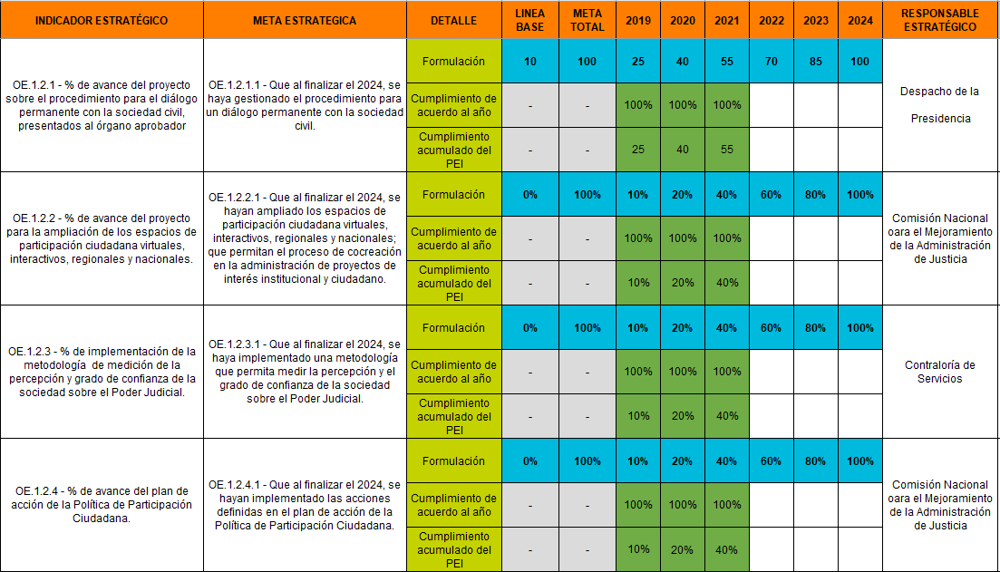 INDICADOR ESTRATÉGICO
META ESTRATEGICA
DETALLE
LINEA
BASE
META
TOTAL
2019
2020
2021
2022
2023
2024
RESPONSABLE
ESTRATÉGICO
OE.1.2.1 - % de avance del proyecto
sobre el procedimiento para el diálogo
permanente con la sociedad civil,
presentados al órgano aprobador
OE.1.2.1.1 - Que al finalizar el 2024, se
haya gestionado el procedimiento para
un diálogo permanente con la sociedad
civil.
Formulación
10
100
25
40
55
70
85
100
Cumplimiento de
acuerdo al año
-
-
100%
100%
100%
Cumplimiento
acumulado del
PEI
-
-
25
40
55
Despacho de la
Presidencia
OE.1.2.2 - % de avance del proyecto
para la ampliación de los espacios de
participación ciudadana virtuales,
interactivos, regionales y nacionales.
OE.1.2.2.1 - Que al finalizar el 2024, se
hayan ampliado los espacios de
participación ciudadana virtuales,
interactivos, regionales y nacionales;
que permitan el proceso de cocreación
en la administración de proyectos de
interés institucional y ciudadano.
Formulación
0%
100%
10%
20%
40%
60%
80%
100%
Cumplimiento de
acuerdo al año
-
-
100%
100%
100%
Cumplimiento
acumulado del
PEI
-
-
10%
20%
40%
Comisión Nacional
oara el Mejoramiento
de la Administración
de Justicia
OE.1.2.3 - % de implementación de la
metodología de medición de la
percepción y grado de confianza de la
sociedad sobre el Poder Judicial.
OE.1.2.3.1 - Que al finalizar el 2024, se
haya implementado una metodología
que permita medir la percepción y el
grado de confianza de la sociedad
sobre el Poder Judicial.
Formulación
0%
100%
10%
20%
40%
60%
80%
100%
Cumplimiento de
acuerdo al año
-
-
100%
100%
100%
Cumplimiento
acumulado del
PEI
-
-
10%
20%
40%
Contraloría de
Servicios
OE.1.2.4 - % de avance del plan de
acción de la Política de Participación
Ciudadana.
OE.1.2.4.1 - Que al finalizar el 2024, se
hayan implementado las acciones
definidas en el plan de acción de la
Política de Participación Ciudadana.
Formulación
0%
100%
10%
20%
40%
60%
80%
100%
Cumplimiento de
acuerdo al año
-
-
100%
100%
100%
Cumplimiento
acumulado del
PEI
-
-
10%
20%
40%
Comisión Nacional
oara el Mejoramiento
de la Administración
de Justicia